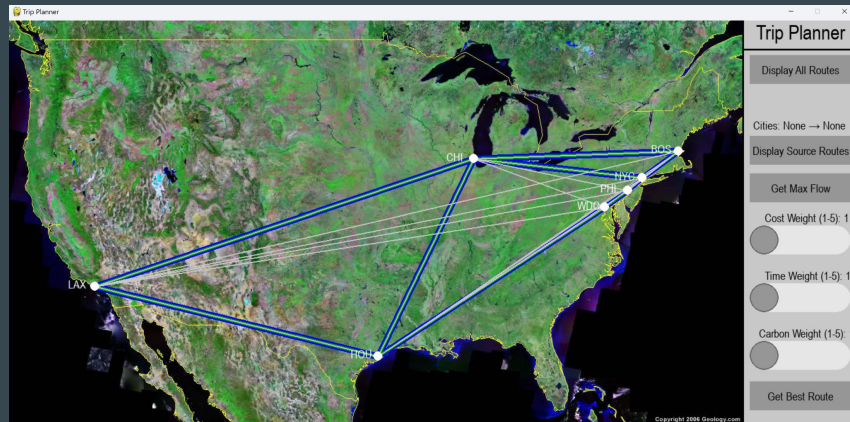 Trip Planner
Trip Planner
Display All Routes
Cities: None → None
Display Source Routes
Get Max Flow
Cost Weight (1-5): 1
Time Weight (1-5): 1
Carbon Weight (1-5):
Get Best Route
CHI
BOS
NYC
PHI
WDC
LAX
HOU
Copyright 2006 Geology.com